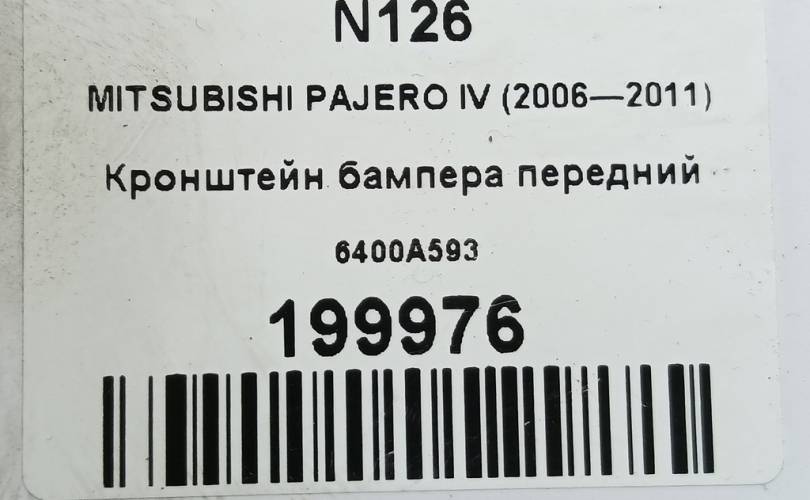 N126
MITSUBISHI PAJERO IV (2006—2011)
Кронштейн бампера передний
6400A593
199976